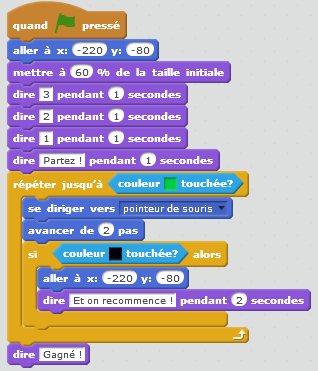 quand pressé
aller à x: -220 y: -80
mettre à 60 % de la taille initiale
dire 3 pendant 1 secondes
dire 2 pendant 1 secondes
dire 1 pendant 1 secondes
dire Partez ! pendant 1 secondes
répéter jusqu'à couleur touchée?
se diriger vers pointeur de souris
avancer de 2 pas
si couleur touchée? alors
aller à x: -220 y: -80
dire Et on recommence ! pendant 2 secondes
dire Gagné !